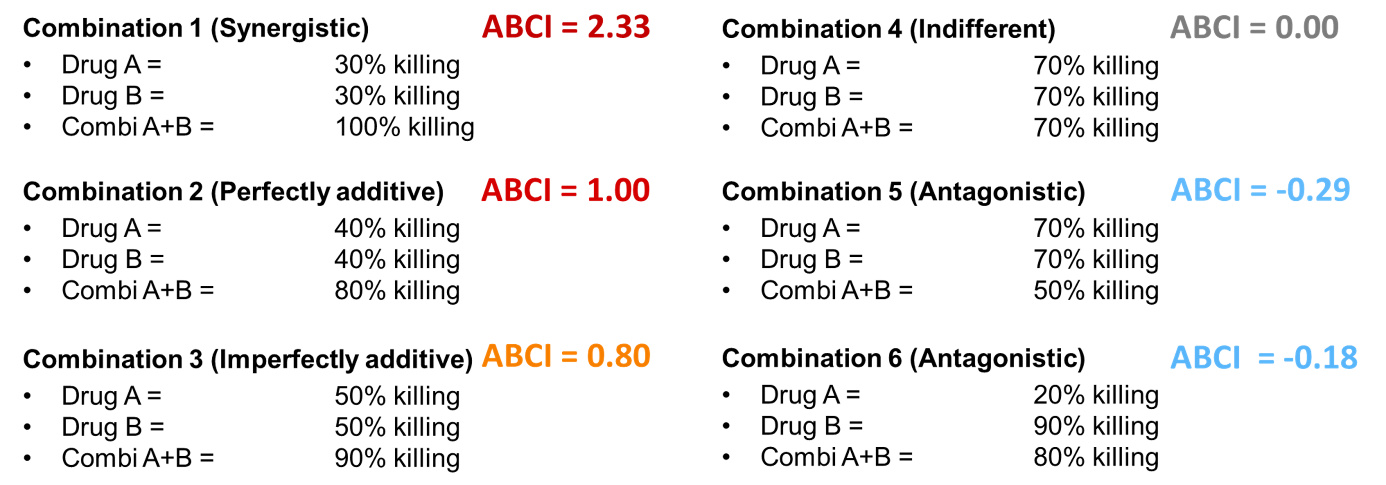 Combination 1 (Synergistic) ABCI = 2.33
• Drug A = 30% killing
• Drug B = 30% killing
• Combi A+B = 100% killing
Combination 2 (Perfectly additive) ABCI = 1.00
• Drug A = 40% killing
• Drug B = 40% killing
• Combi A+B = 80% killing
Combination 3 (Imperfectly additive) ABCI = 0.80
• Drug A = 50% killing
• Drug B = 50% killing
• Combi A+B = 90% killing
Combination 4 (Indifferent) ABCI = 0.00
• Drug A = 70% killing
• Drug B = 70% killing
• Combi A+B = 70% killing
Combination 5 (Antagonistic) ABCI = -0.29
• Drug A = 70% killing
• Drug B = 70% killing
• Combi A+B = 50% killing
Combination 6 (Antagonistic) ABCI = -0.18
• Drug A = 20% killing
• Drug B = 90% killing
• Combi A+B = 80% killing